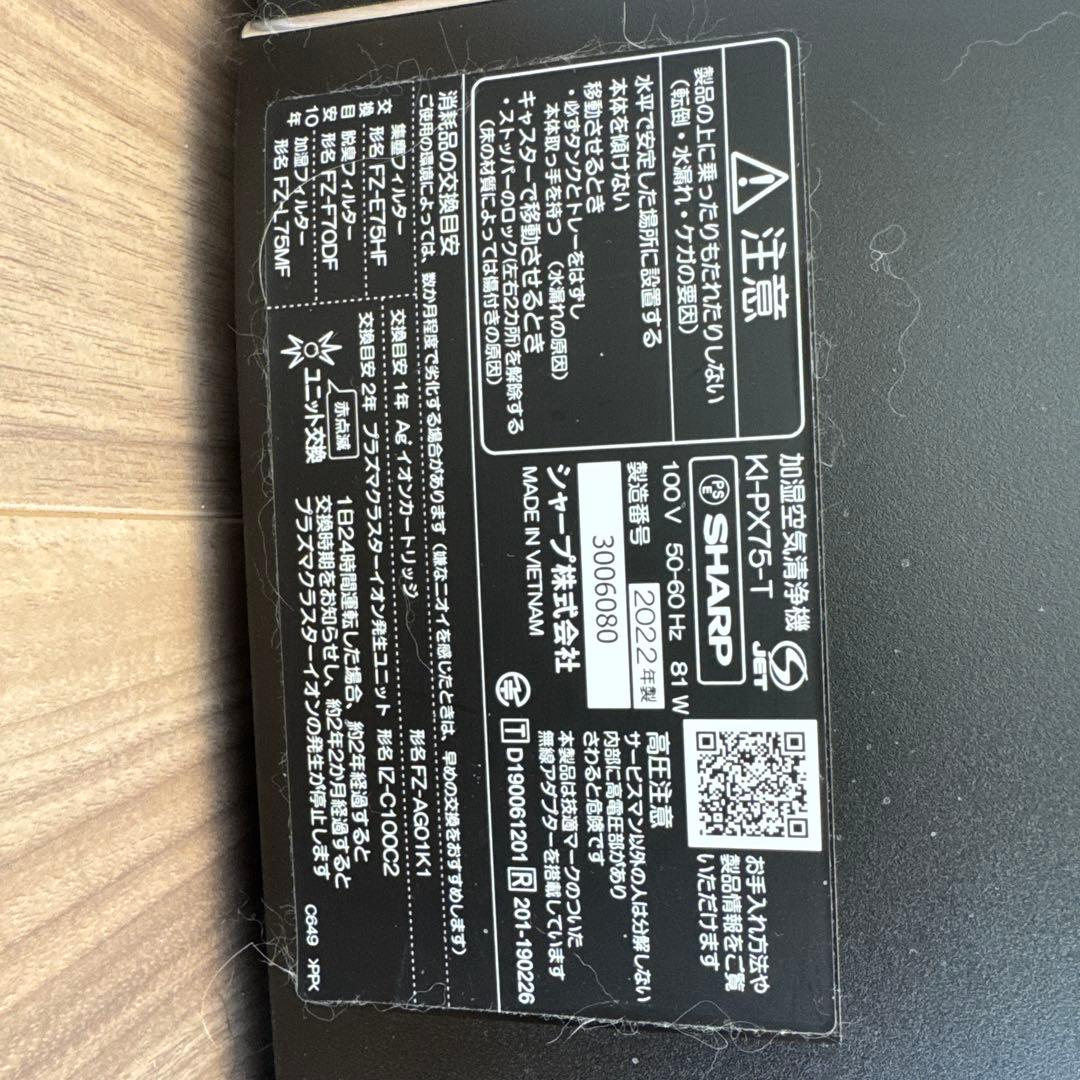 注意
製品の上に乗ったりもたれたりしない
(転倒・水漏れ・ケガの要因)
水平で安定した場所に設置する
本体を傾けない
移動させるとき
・必ずタンクとトレーをはずし
本体取っ手を持つ (水漏れの原因)
キャスターで移動させるとき
・ストッパーのロック(左右2カ所)を解除する
(床の材質によっては傷付きの原因)
加湿空気清浄機
KI-PX75-T
PS
E
SHARP
JET
100V 50-60Hz 81W
製造番号 2022年製
3006080
シャープ株式会社
MADE IN VIETNAM
お手入れ方法や
製品情報をご覧
いただけます
高圧注意
サービスマン以外の人は分解しない
内部に高電圧部があり
さわると危険です
本製品は技適マークのついた
無線アダプターを搭載しています
T D190061201 R 201-190226
消耗品の交換目安
ご使用の環境によっては、数か月程度で劣化する場合があります(嫌なニオイを感じたときは、早めの交換をおすすめします)
交換目安10年
集塵フィルター
形名 FZ-E75HF
脱臭フィルター
形名 FZ-F70DF
加湿フィルター
形名 FZ-L75MF
交換目安 1年 Ag⁺イオンカートリッジ 形名 FZ-AG01K1
交換目安 2年 プラズマクラスターイオン発生ユニット 形名 IZ-C100C2
赤点滅
ユニット交換
1日24時間運転した場合、約2年経過すると
交換時期をお知らせし、約2年2か月経過すると
プラズマクラスターイオンの発生が停止します
C649 >PP<